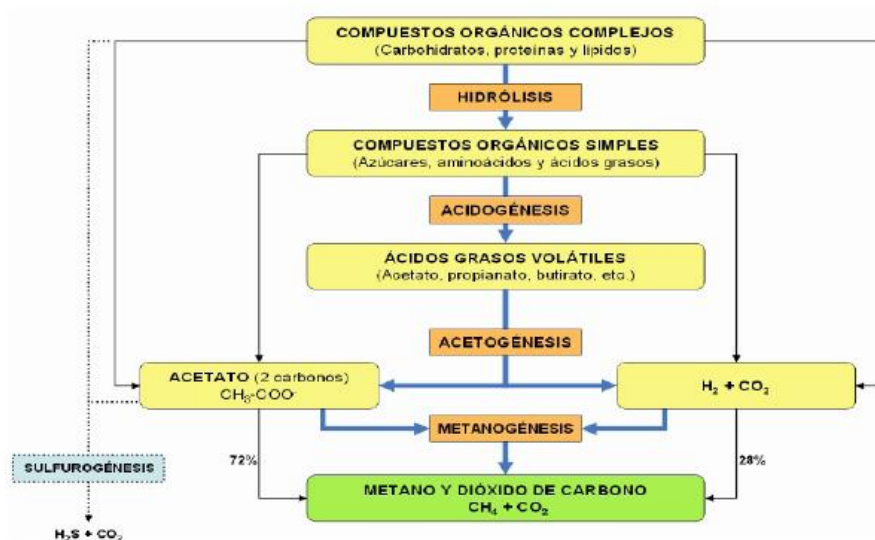 COMPUESTOS ORGÁNICOS COMPLEJOS
(Carbohidratos, proteínas y lípidos)
HIDRÓLISIS
COMPUESTOS ORGÁNICOS SIMPLES
(Azúcares, aminoácidos y ácidos grasos)
ACIDOGÉNESIS
ÁCIDOS GRASOS VOLÁTILES
(Acetato, propianato, butirato, etc.)
ACETOGÉNESIS
ACETATO (2 carbonos)
CH₃-COO⁻
H₂ + CO₂
METANOGÉNESIS
72%
28%
SULFUROGÉNESIS
METANO Y DIÓXIDO DE CARBONO
CH₄ + CO₂
H₂S + CO₂